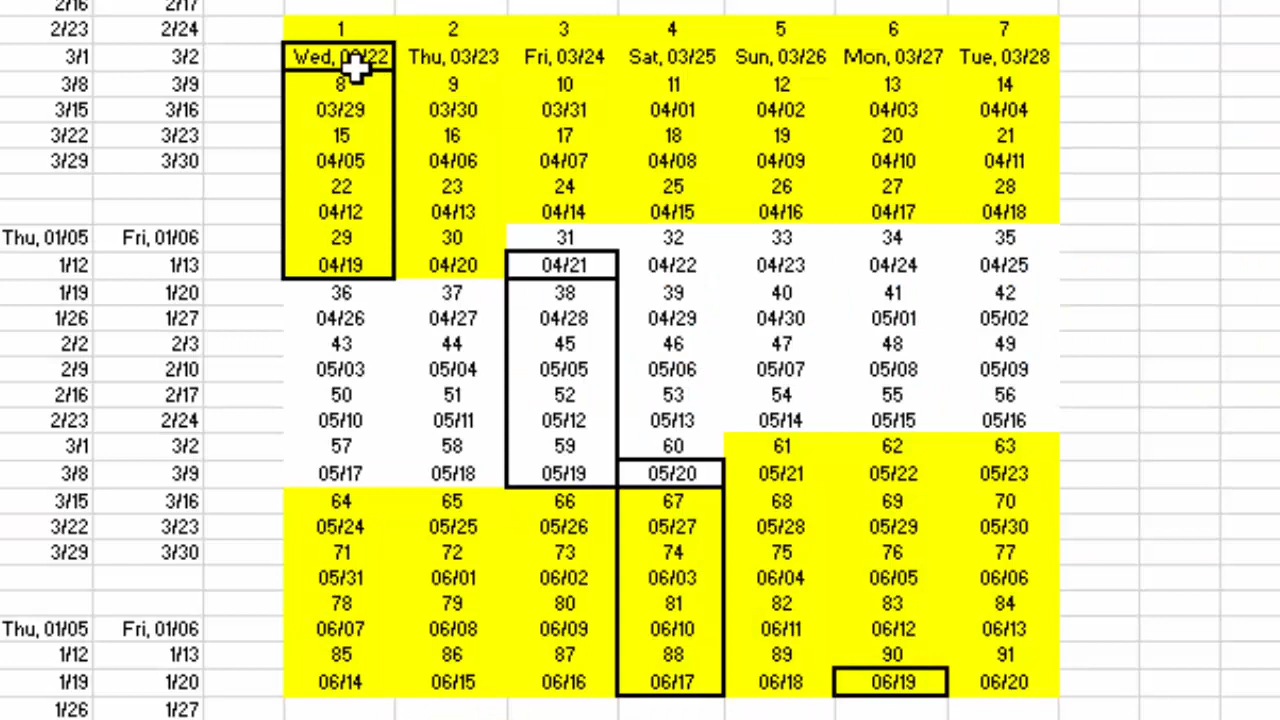 2/16 2/17
2/23 2/24 1 2 3 4 5 6 7
3/1 3/2 Wed, 03/22 Thu, 03/23 Fri, 03/24 Sat, 03/25 Sun, 03/26 Mon, 03/27 Tue, 03/28
3/8 3/9 8 9 10 11 12 13 14
3/15 3/16 03/29 03/30 03/31 04/01 04/02 04/03 04/04
3/22 3/23 15 16 17 18 19 20 21
3/29 3/30 04/05 04/06 04/07 04/08 04/09 04/10 04/11
22 23 24 25 26 27 28
04/12 04/13 04/14 04/15 04/16 04/17 04/18
Thu, 01/05 Fri, 01/06 29 30 31 32 33 34 35
1/12 1/13 04/19 04/20 04/21 04/22 04/23 04/24 04/25
1/19 1/20 36 37 38 39 40 41 42
1/26 1/27 04/26 04/27 04/28 04/29 04/30 05/01 05/02
2/2 2/3 43 44 45 46 47 48 49
2/9 2/10 05/03 05/04 05/05 05/06 05/07 05/08 05/09
2/16 2/17 50 51 52 53 54 55 56
2/23 2/24 05/10 05/11 05/12 05/13 05/14 05/15 05/16
3/1 3/2 57 58 59 60 61 62 63
3/8 3/9 05/17 05/18 05/19 05/20 05/21 05/22 05/23
3/15 3/16 64 65 66 67 68 69 70
3/22 3/23 05/24 05/25 05/26 05/27 05/28 05/29 05/30
3/29 3/30 71 72 73 74 75 76 77
05/31 06/01 06/02 06/03 06/04 06/05 06/06
78 79 80 81 82 83 84
Thu, 01/05 Fri, 01/06 06/07 06/08 06/09 06/10 06/11 06/12 06/13
1/12 1/13 85 86 87 88 89 90 91
1/19 1/20 06/14 06/15 06/16 06/17 06/18 06/19 06/20
1/26 1/27